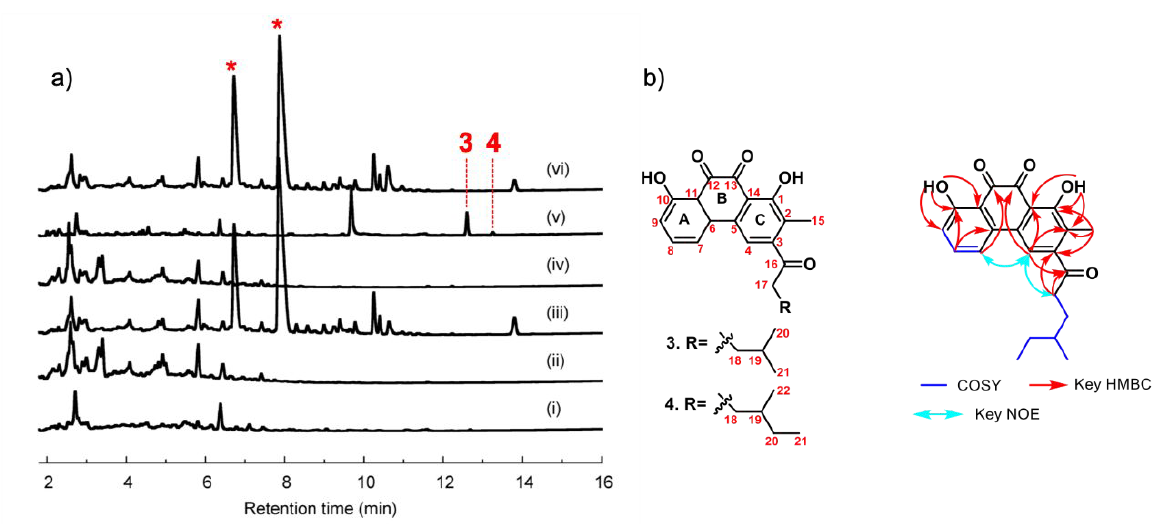 a)
*
*
3 4
(vi)
(v)
(iv)
(iii)
(ii)
(i)
2 4 6 8 10 12 14 16
Retention time (min)
b)
O O
HO OH
12 13
10 11 B 14 1
9 A C 2 15
6 5
8 7 4 3
16 O
17
R
3. R=
20
18 19
21
4. R=
22
18 19
20 21
O O
HO OH
O
COSY Key HMBC
Key NOE